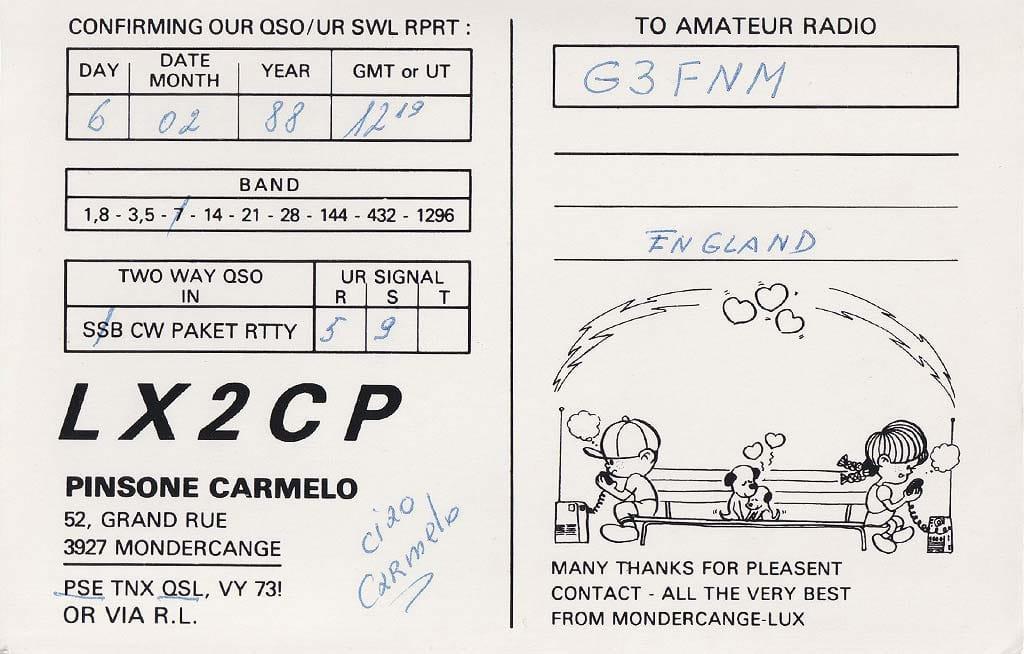 CONFIRMING OUR QSO/UR SWL RPRT :
DAY DATE MONTH YEAR GMT or UT
6 02 88 12 19
BAND
1,8 - 3,5 - 7 - 14 - 21 - 28 - 144 - 432 - 1296
TWO WAY QSO IN UR SIGNAL
R S T
SSB CW PAKET RTTY 5 9
LX2CP
PINSONE CARMELO
52, GRAND RUE
3927 MONDERCANGE
PSE TNX QSL, VY 73!
OR VIA R.L.
ciao
Carmelo
TO AMATEUR RADIO
G3FNM
ENGLAND
MANY THANKS FOR PLEASENT
CONTACT - ALL THE VERY BEST
FROM MONDERCANGE-LUX